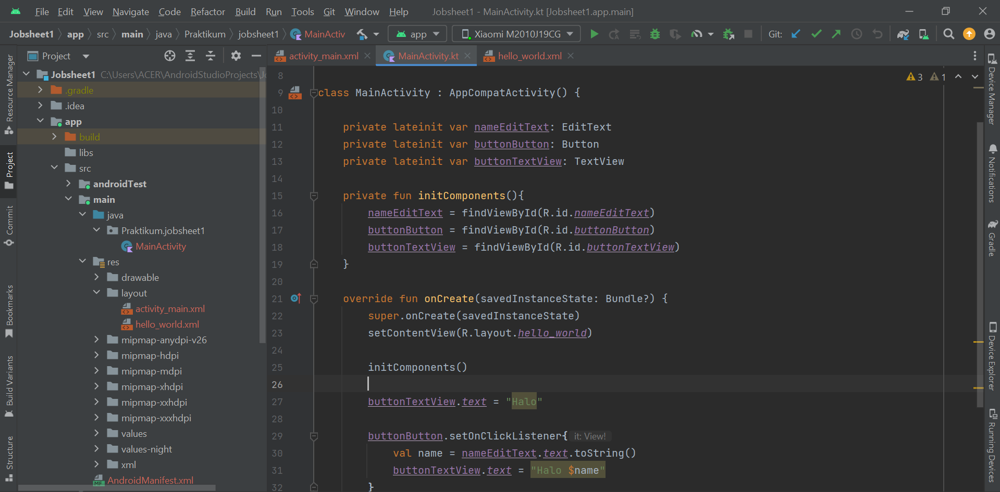 File Edit View Navigate Code Refactor Build Run Tools Git Window Help Jobsheet1 - MainActivity.kt [Jobsheet1.app.main]
Jobsheet1 app src main java Praktikum jobsheet1 MainActiv app Xiaomi M2010J19CG Git:
Project
activity_main.xml MainActivity.kt hello_world.xml
Resource Manager
Project
Commit
Bookmarks
Build Variants
Structure
Jobsheet1 C:\Users\ACER\AndroidStudioProjects\Jo
.gradle
.idea
app
build
libs
src
androidTest
main
java
Praktikum.jobsheet1
MainActivity
res
drawable
layout
activity_main.xml
hello_world.xml
mipmap-anydpi-v26
mipmap-hdpi
mipmap-mdpi
mipmap-xhdpi
mipmap-xxhdpi
mipmap-xxxhdpi
values
values-night
xml
MF AndroidManifest.xml
3 1
8
9 class MainActivity : AppCompatActivity() {
10
11 private lateinit var nameEditText: EditText
12 private lateinit var buttonButton: Button
13 private lateinit var buttonTextView: TextView
14
15 private fun initComponents(){
16 nameEditText = findViewById(R.id.nameEditText)
17 buttonButton = findViewById(R.id.buttonButton)
18 buttonTextView = findViewById(R.id.buttonTextView)
19 }
20
21 override fun onCreate(savedInstanceState: Bundle?) {
22 super.onCreate(savedInstanceState)
23 setContentView(R.layout.hello_world)
24
25 initComponents()
26
27 buttonTextView.text = "Halo"
28
29 buttonButton.setOnClickListener{ it: View!
30 val name = nameEditText.text.toString()
31 buttonTextView.text = "Halo $name"
32 }
Device Manager
Notifications
Gradle
Device Explorer
Running Devices